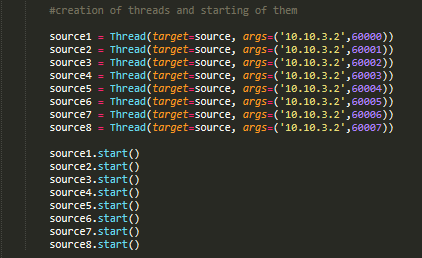 #creation of threads and starting of them
source1 = Thread(target=source, args=('10.10.3.2',60000))
source2 = Thread(target=source, args=('10.10.3.2',60001))
source3 = Thread(target=source, args=('10.10.3.2',60002))
source4 = Thread(target=source, args=('10.10.3.2',60003))
source5 = Thread(target=source, args=('10.10.3.2',60004))
source6 = Thread(target=source, args=('10.10.3.2',60005))
source7 = Thread(target=source, args=('10.10.3.2',60006))
source8 = Thread(target=source, args=('10.10.3.2',60007))
source1.start()
source2.start()
source3.start()
source4.start()
source5.start()
source6.start()
source7.start()
source8.start()